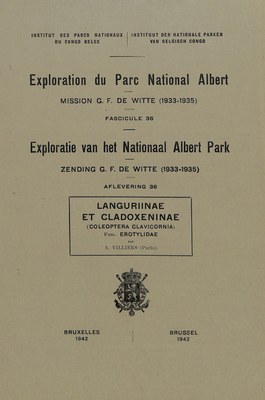 INSTITUT DES PARCS NATIONAUX
DU CONGO BELGE
INSTITUUT DER NATIONALE PARKEN
VAN BELGISCH CONGO
Exploration du Parc National Albert
MISSION G. F. DE WITTE (1933-1935)
FASCICULE 36
Exploratie van het Nationaal Albert Park
ZENDING G. F. DE WITTE (1933-1935)
AFLEVERING 36
LANGURIINAE
ET CLADOXENINAE
(COLEOPTERA CLAVICORNIA)
Fam. EROTYLIDAE
PAR
A. VILLIERS (Paris)
BRUXELLES
1942
BRUSSEL
1942